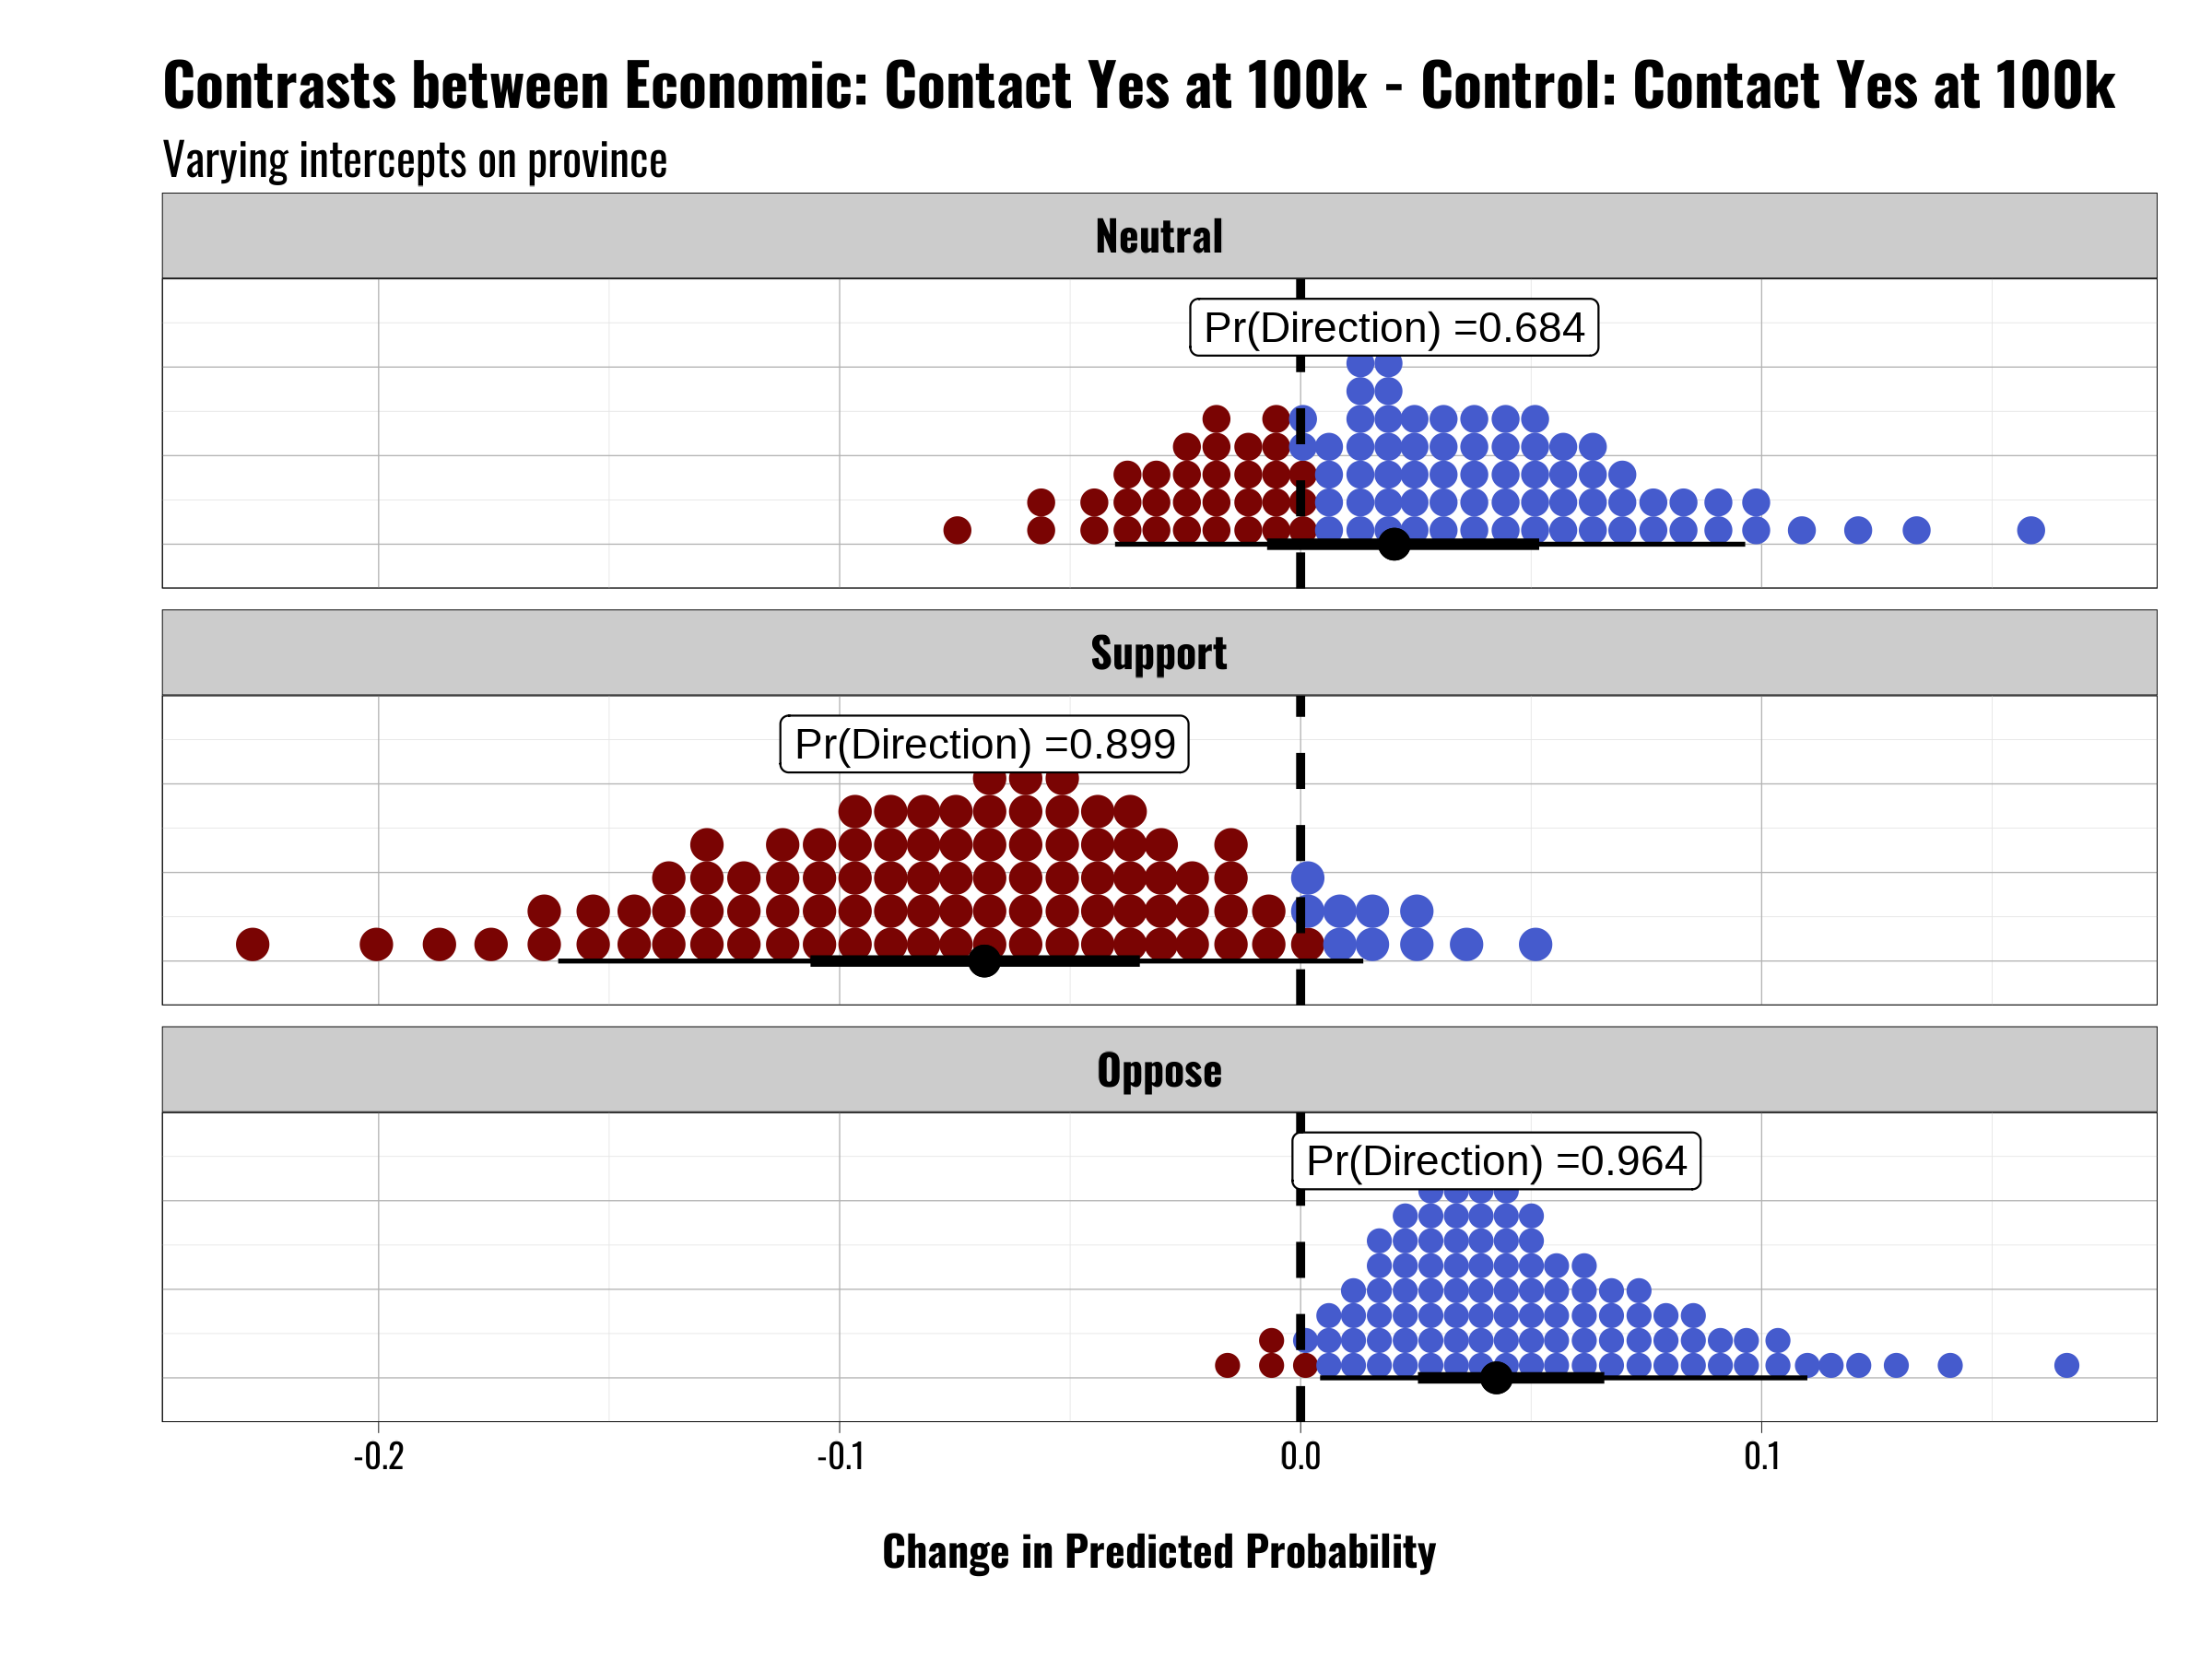 Contrasts between Economic: Contact Yes at 100k - Control: Contact Yes at 100k
Varying intercepts on province
Neutral
Pr(Direction) =0.684
Support
Pr(Direction) =0.899
Oppose
Pr(Direction) =0.964
-0.2 -0.1 0.0 0.1
Change in Predicted Probability